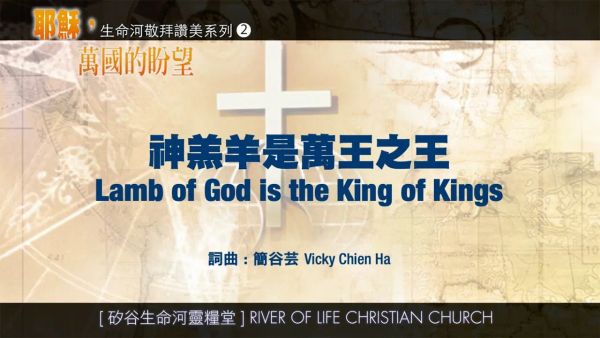 耶穌，生命河敬拜讚美系列❷
萬國的盼望
神羔羊是萬王之王
Lamb of God is the King of Kings
詞曲：簡谷芸 Vicky Chien Ha
[ 矽谷生命河靈糧堂 ] RIVER OF LIFE CHRISTIAN CHURCH